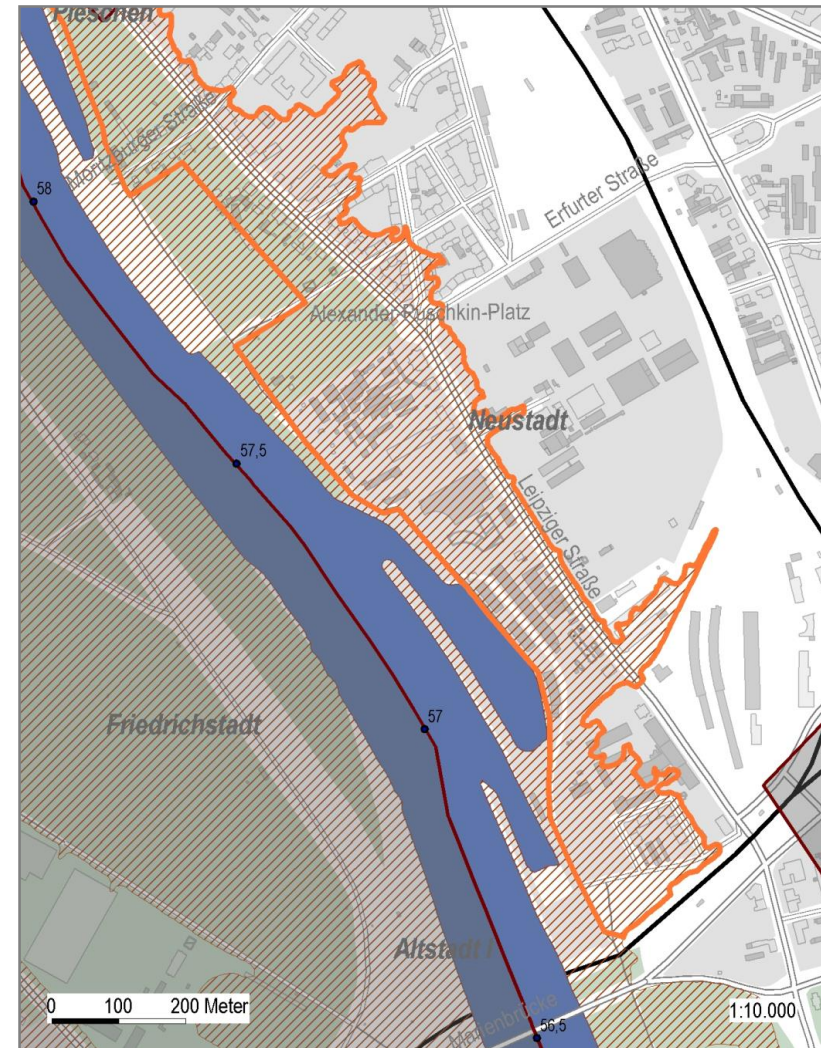 Pieschen
Moritzburger Straße
58
Erfurter Straße
Alexander-Puschkin-Platz
Neustadt
57,5
Leipziger Straße
Friedrichstadt
57
Altstadt I
0 100 200 Meter
1:10.000
Marienbrücke
56,5